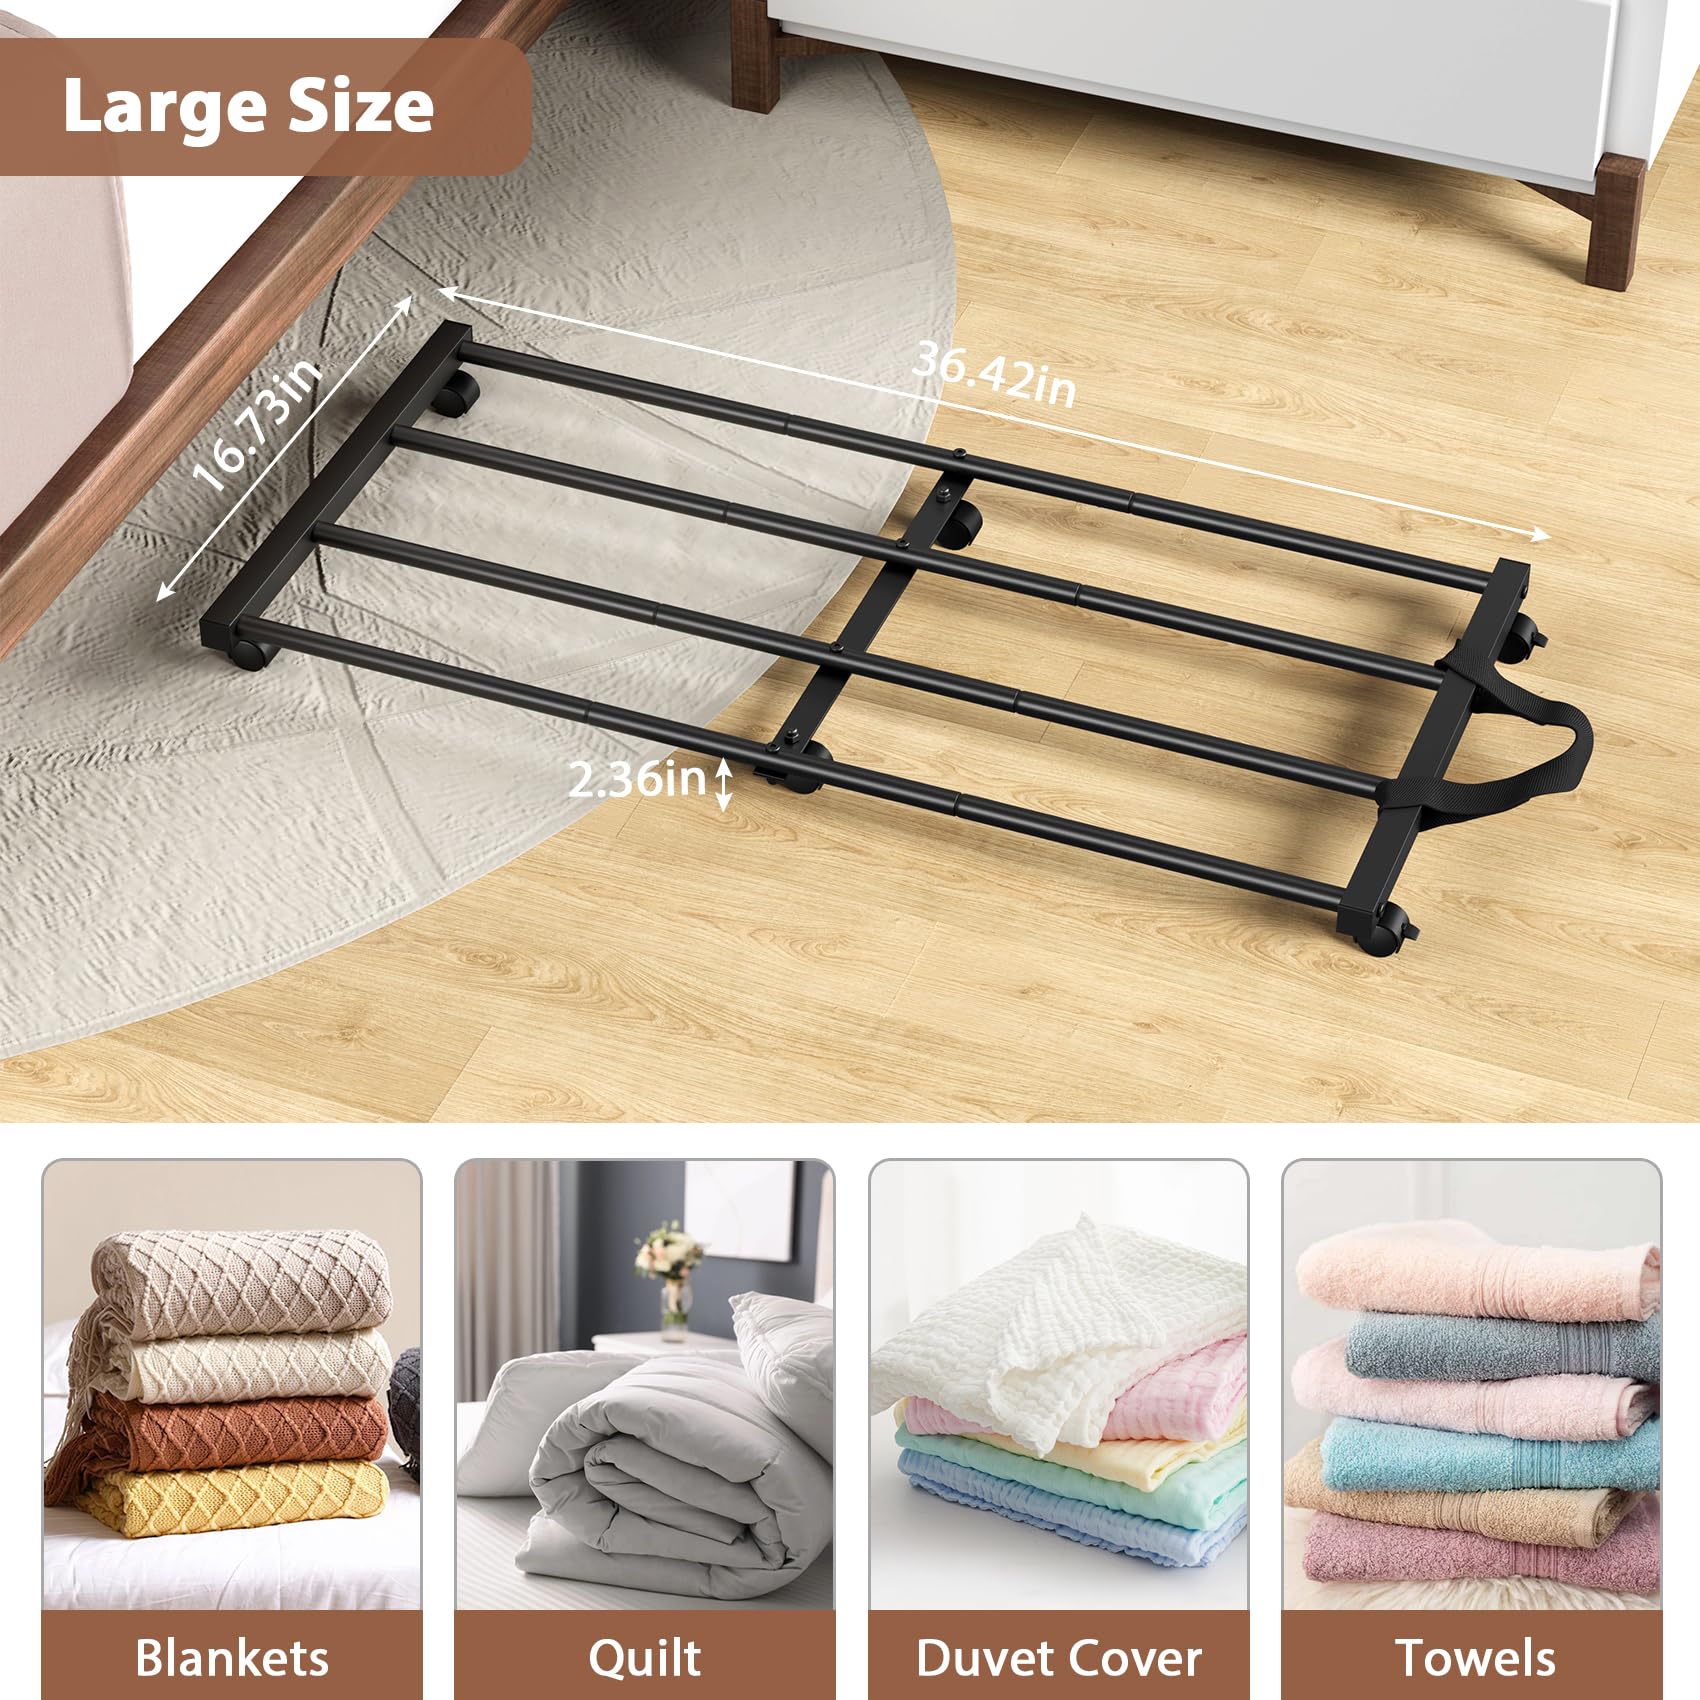 Large Size
16.73in
36.42in
2.36in
Blankets
Quilt
Duvet Cover
Towels